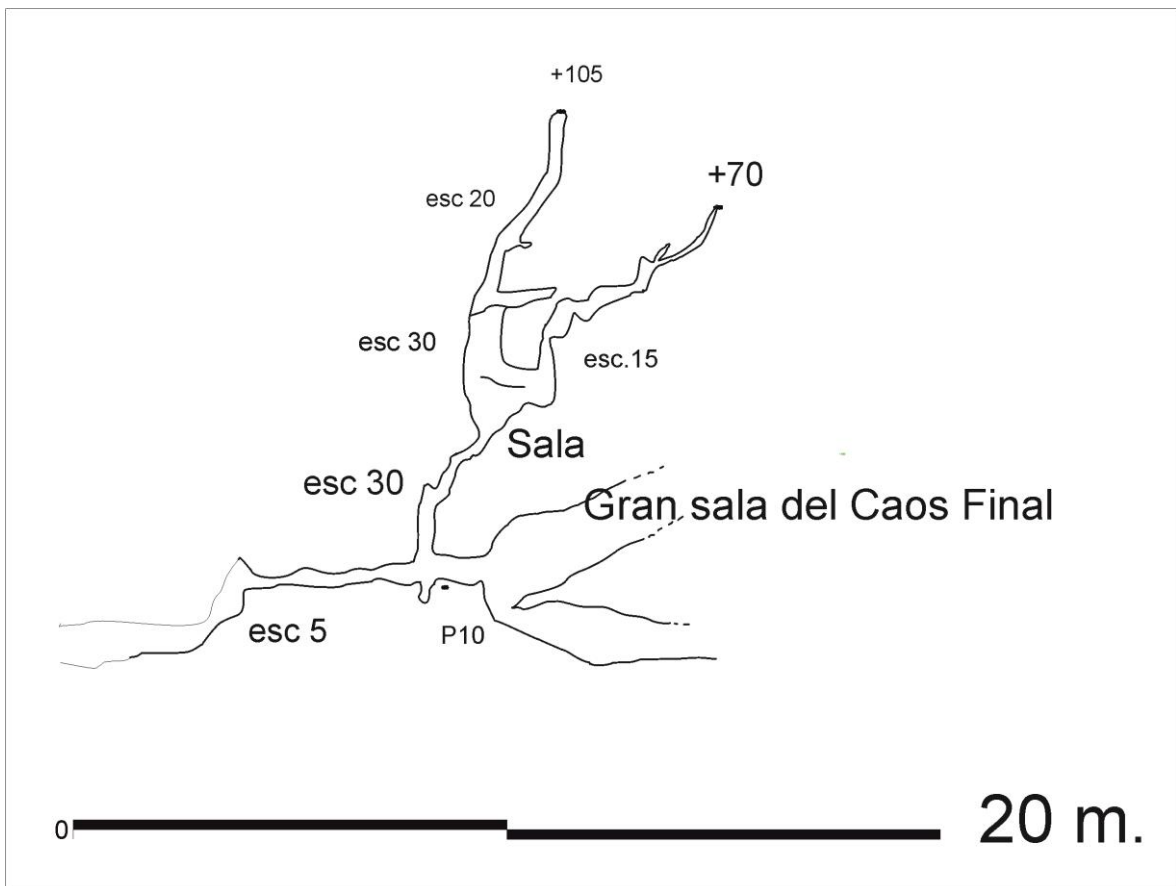 +105
+70
esc 20
esc 30
esc.15
Sala
esc 30
Gran sala del Caos Final
esc 5
P10
0
20 m.